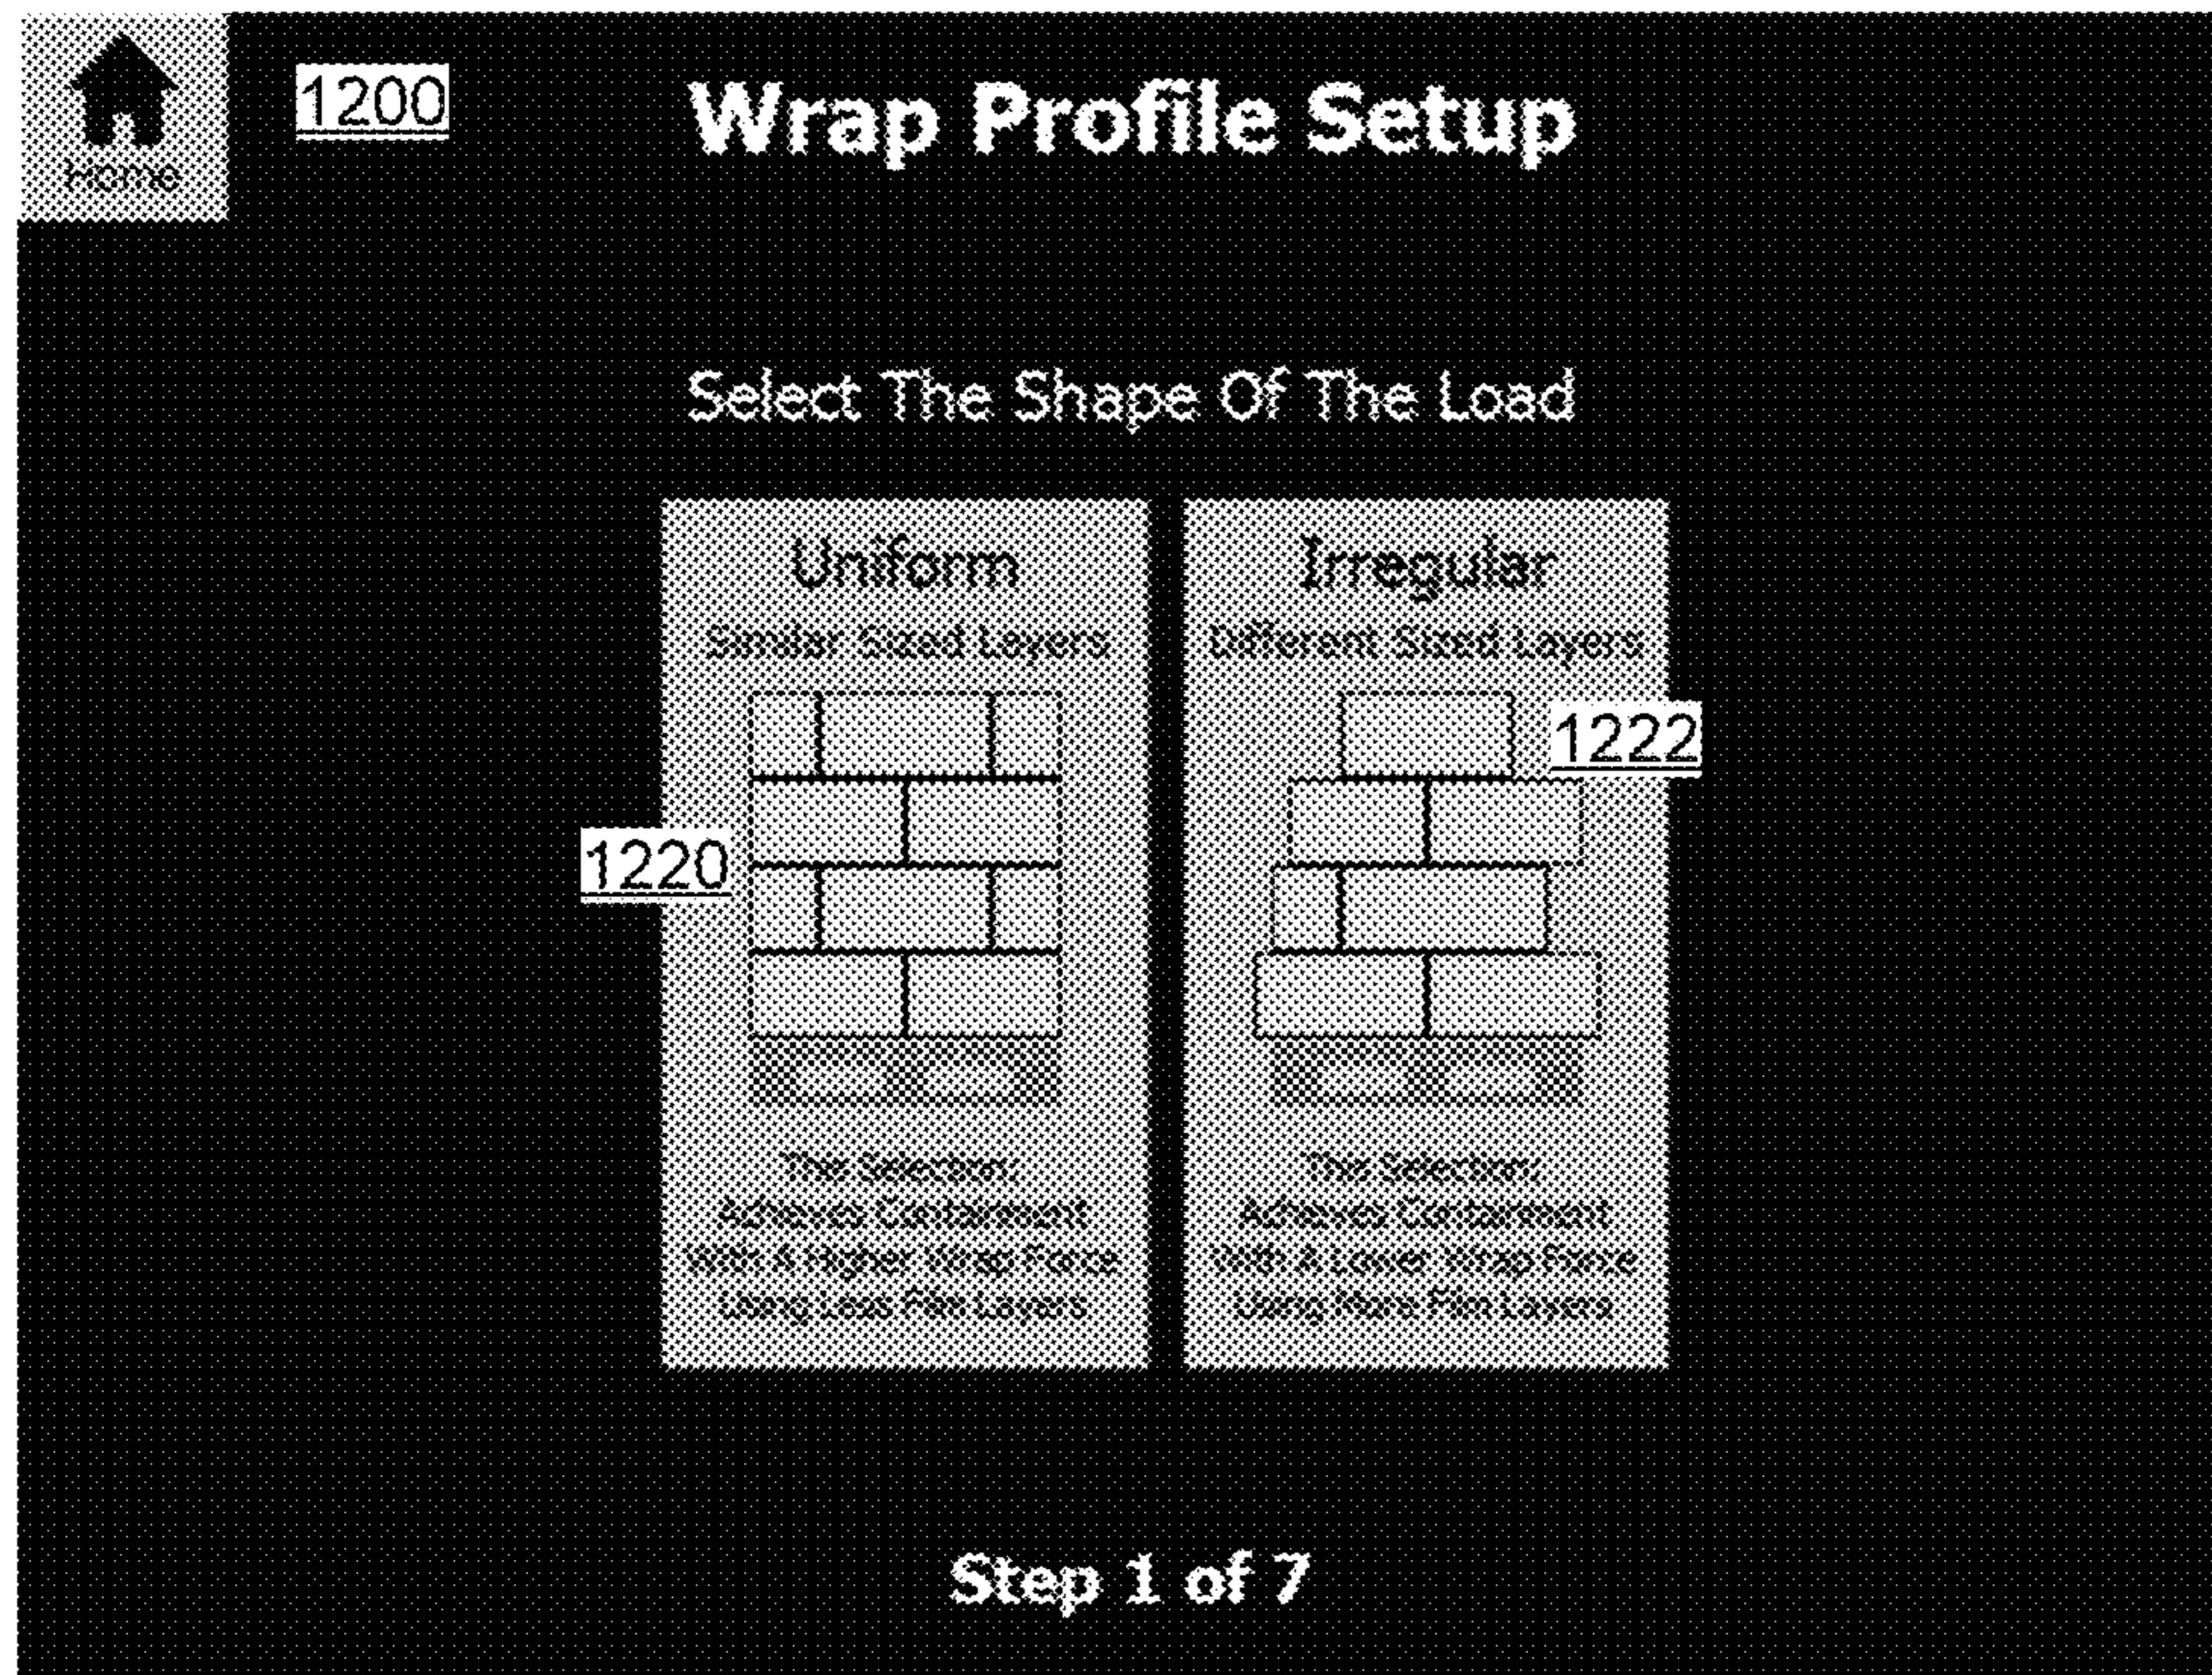 Home
1200
Wrap Profile Setup
Select The Shape Of The Load
Uniform
Similar Sized Layers
1220
This Selection:
Achieves Containment
With A Higher Wrap Force
Using Less Film Layers
Irregular
Different Sized Layers
1222
This Selection:
Achieves Containment
With A Lower Wrap Force
Using More Film Layers
Step 1 of 7